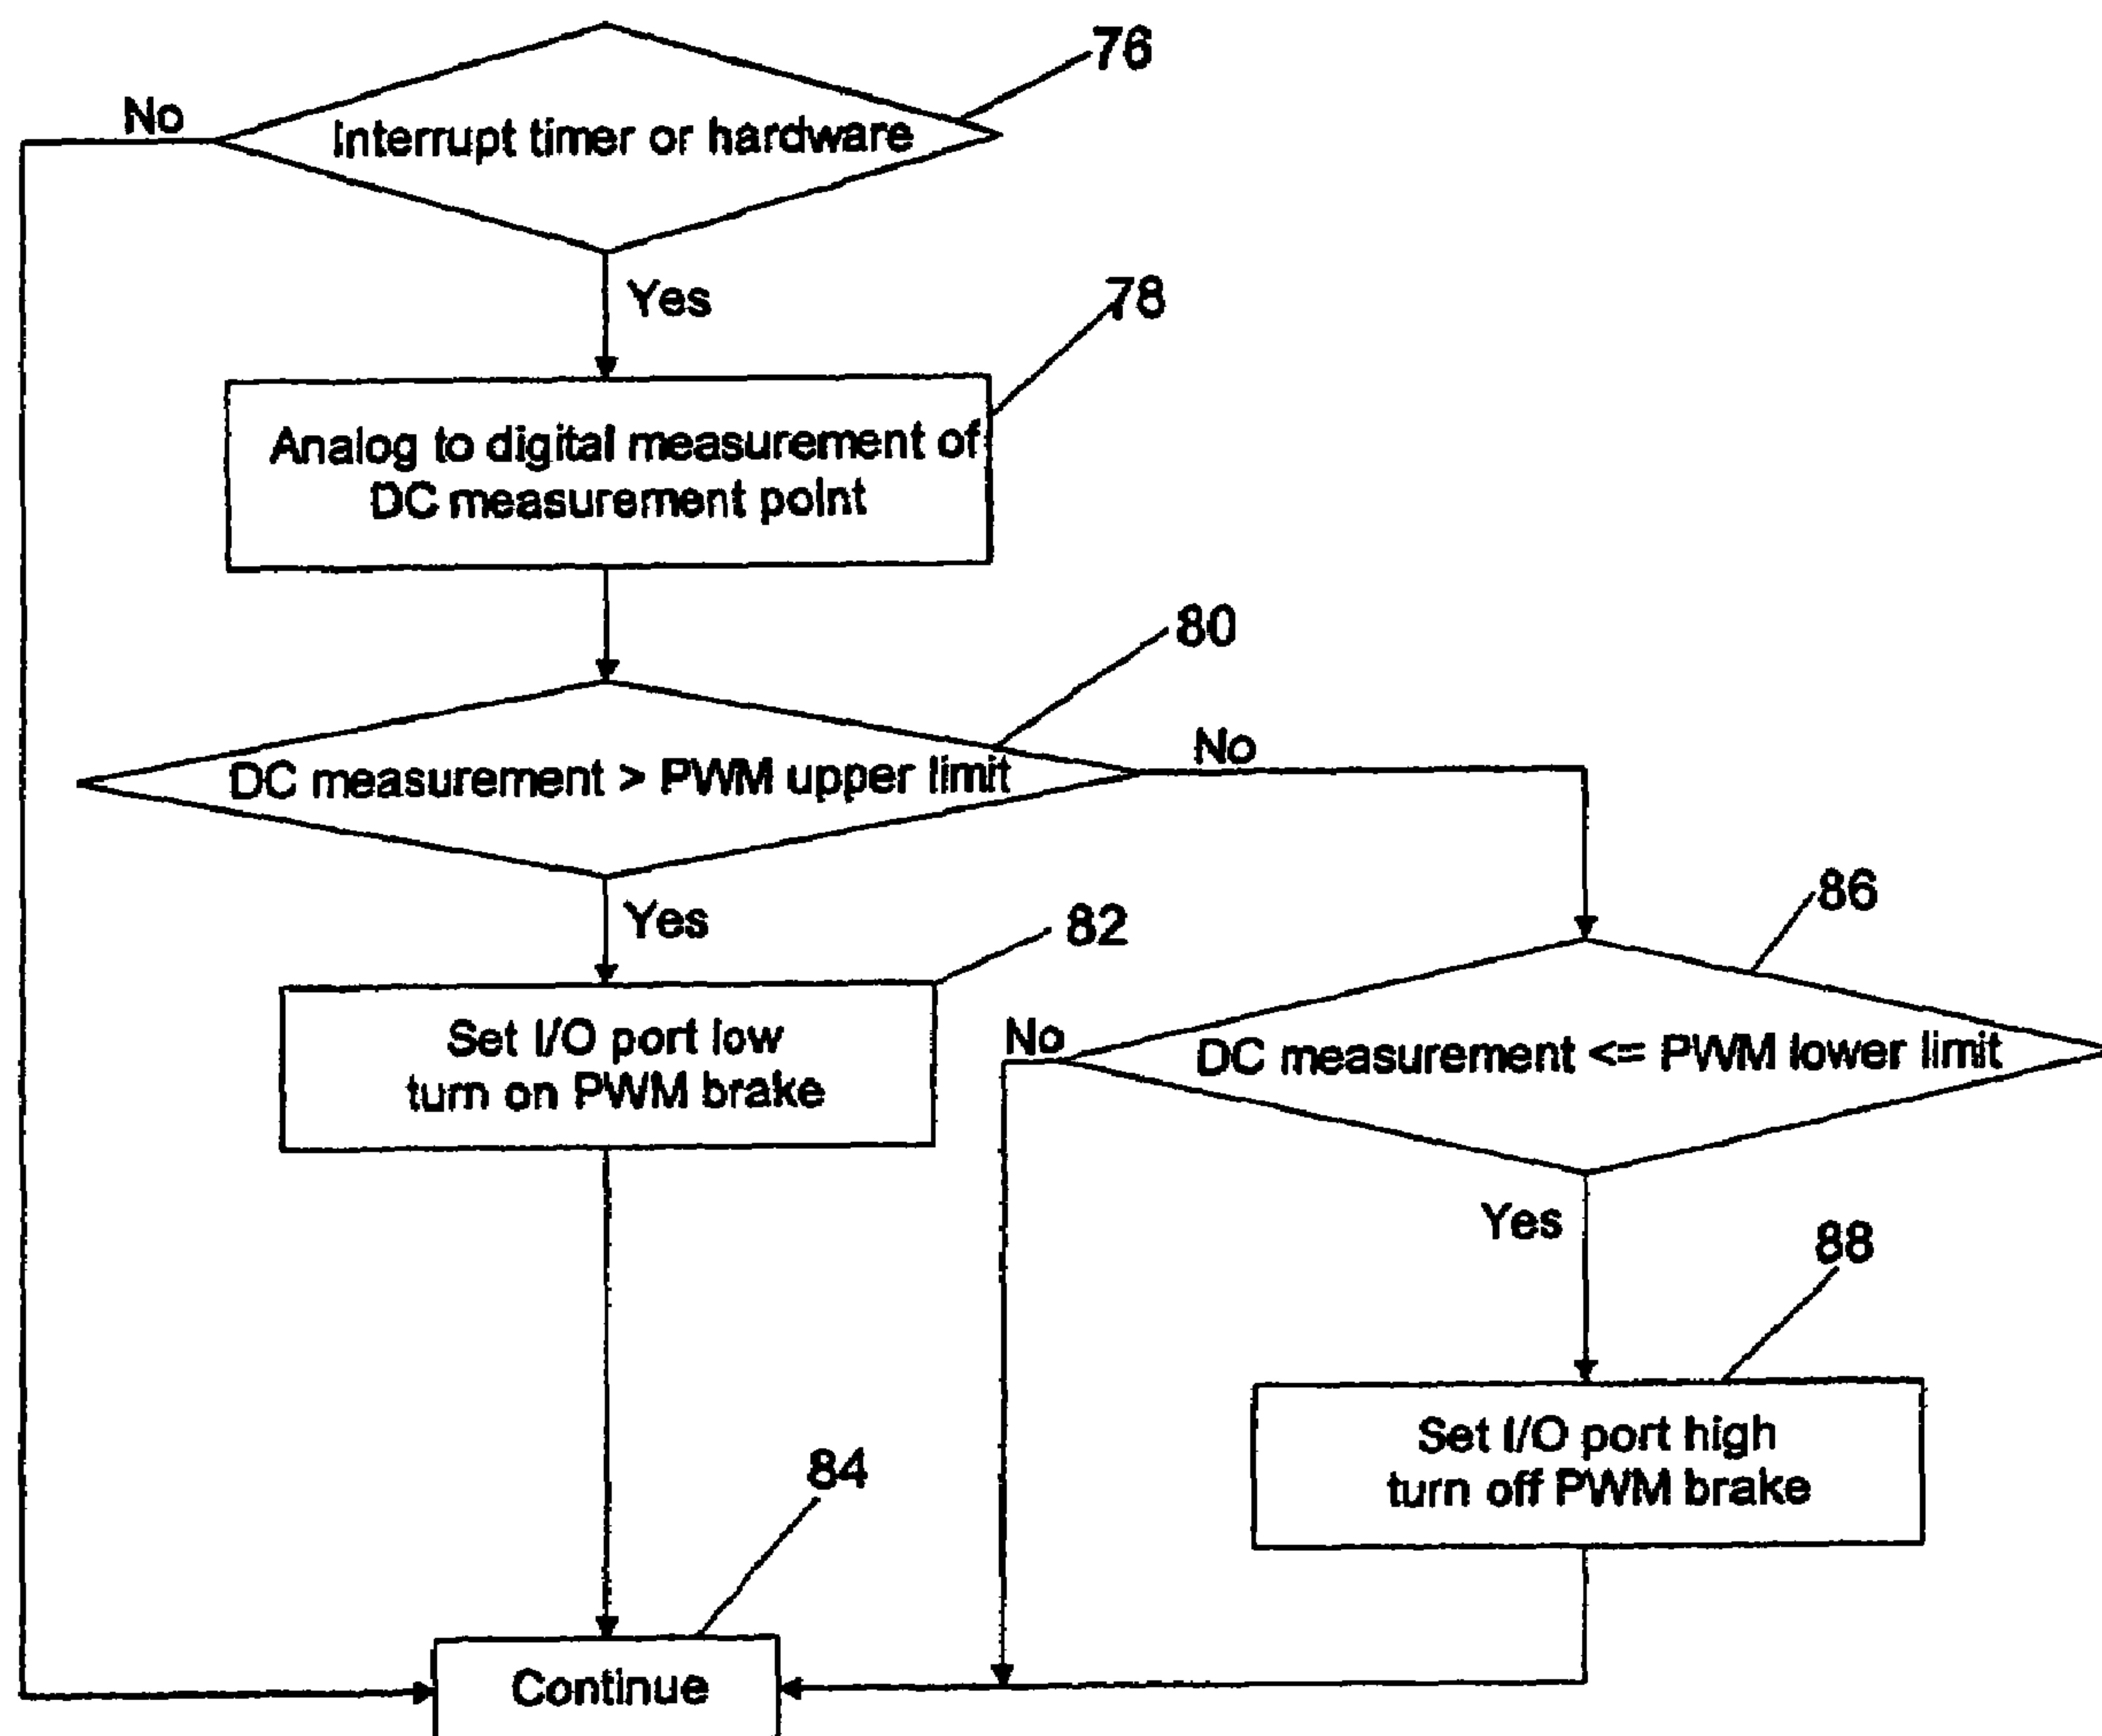 76
No
Interrupt timer or hardware
Yes
78
Analog to digital measurement of
DC measurement point
80
DC measurement > PWM upper limit
No
Yes
82
Set I/O port low
turn on PWM brake
86
No
DC measurement <= PWM lower limit
Yes
88
Set I/O port high
turn off PWM brake
84
Continue